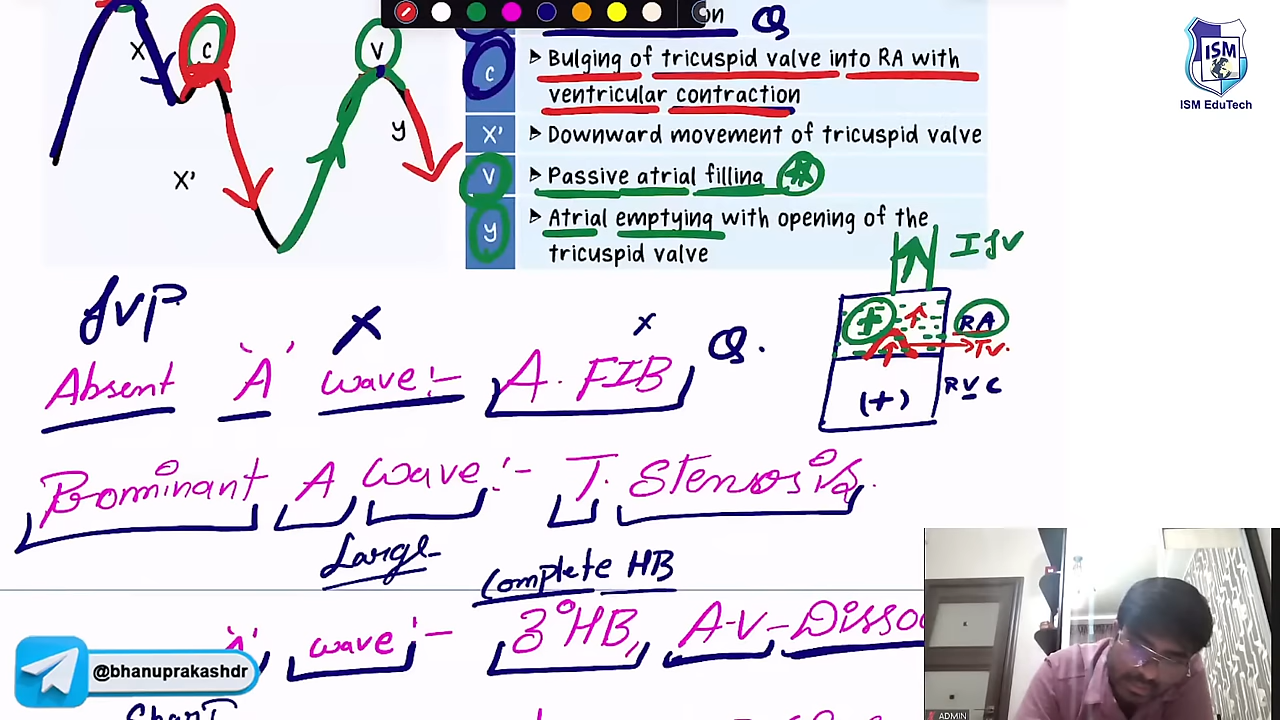 on Q
X C V
C ➤ Bulging of tricuspid valve into RA with
ventricular contraction
y
X' ➤ Downward movement of tricuspid valve
X'
V ➤ Passive atrial filling
y ➤ Atrial emptying with opening of the
tricuspid valve
ISM
ISM EduTech
IJV
+ RA
TV.
RVC
(+)
JVP
X X
Absent 'A' wave:- A. FIB Q.
Prominant A wave:- T. Stenosis.
Large
Complete HB
'A' wave:- 3° HB, A-V-Disso
@bhanuprakashdr
ADMIN